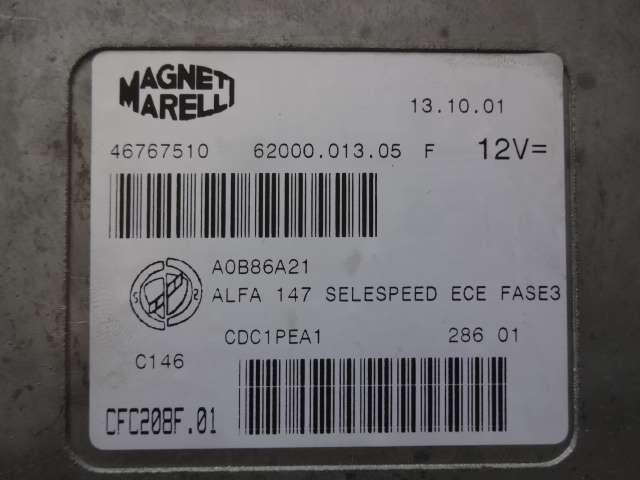 MAGNETI
MARELLI
13.10.01
46767510 62000.013.05 F 12V=
A0B86A21
S 2
ALFA 147 SELESPEED ECE FASE3
CDC1PEA1 286 01
C146
CFC208F.01